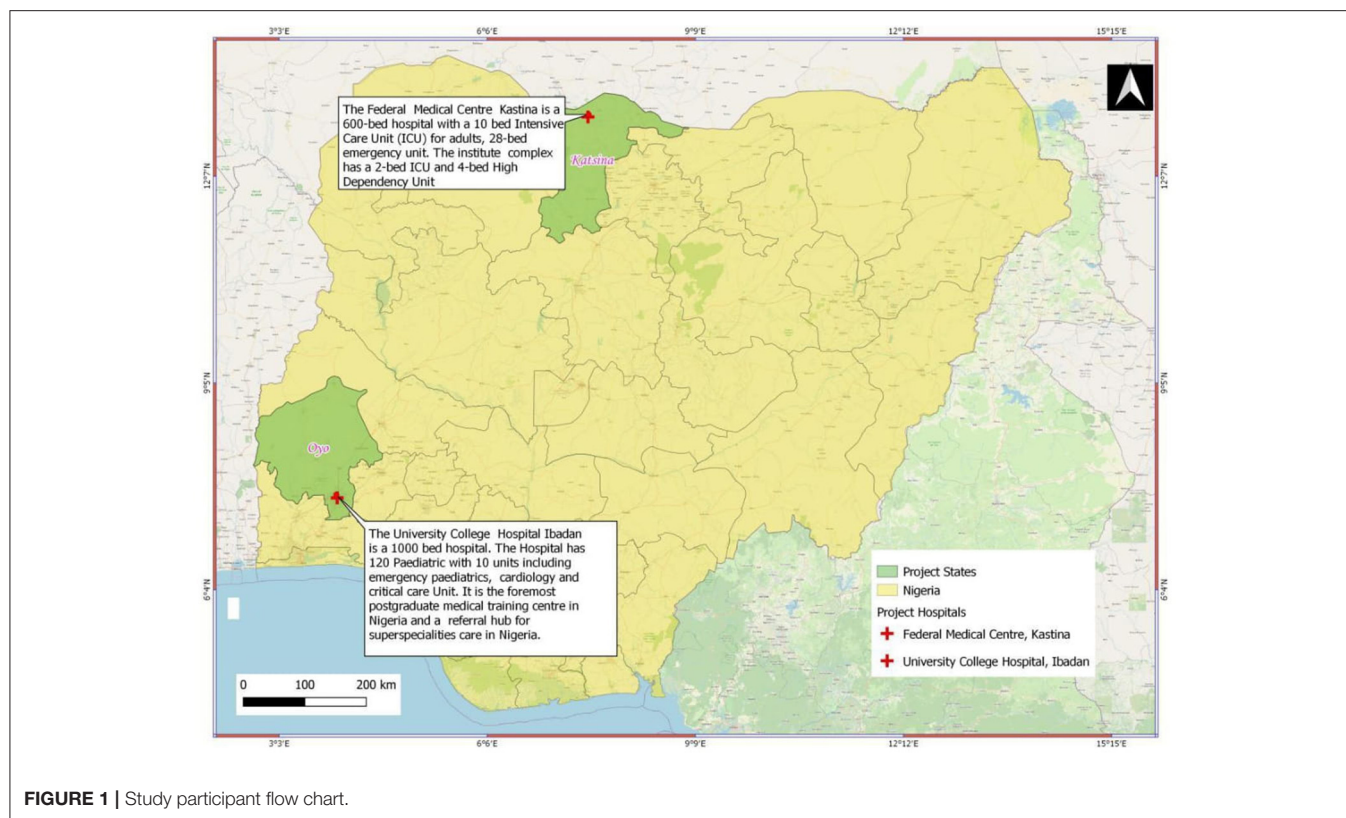 3°3'E 6°6'E 9°9'E 12°12'E 15°15'E
12°7'N
12°7'N
9°5'N
9°5'N
6°4'N
6°4'N
The Federal Medical Centre Kastina is a
600-bed hospital with a 10 bed Intensive
Care Unit (ICU) for adults, 28-bed
emergency unit. The institute complex
has a 2-bed ICU and 4-bed High
Dependency Unit
Katsina
Oyo
The University College Hospital Ibadan
is a 1000 bed hospital. The Hospital has
120 Paediatric with 10 units including
emergency paediatrics, cardiology and
critical care Unit. It is the foremost
postgraduate medical training centre in
Nigeria and a referral hub for
superspecialities care in Nigeria.
Project States
Nigeria
Project Hospitals
Federal Medical Centre, Kastina
University College Hospital, Ibadan
0 100 200 km
3°3'E 6°6'E 9°9'E 12°12'E 15°15'E
FIGURE 1 | Study participant flow chart.